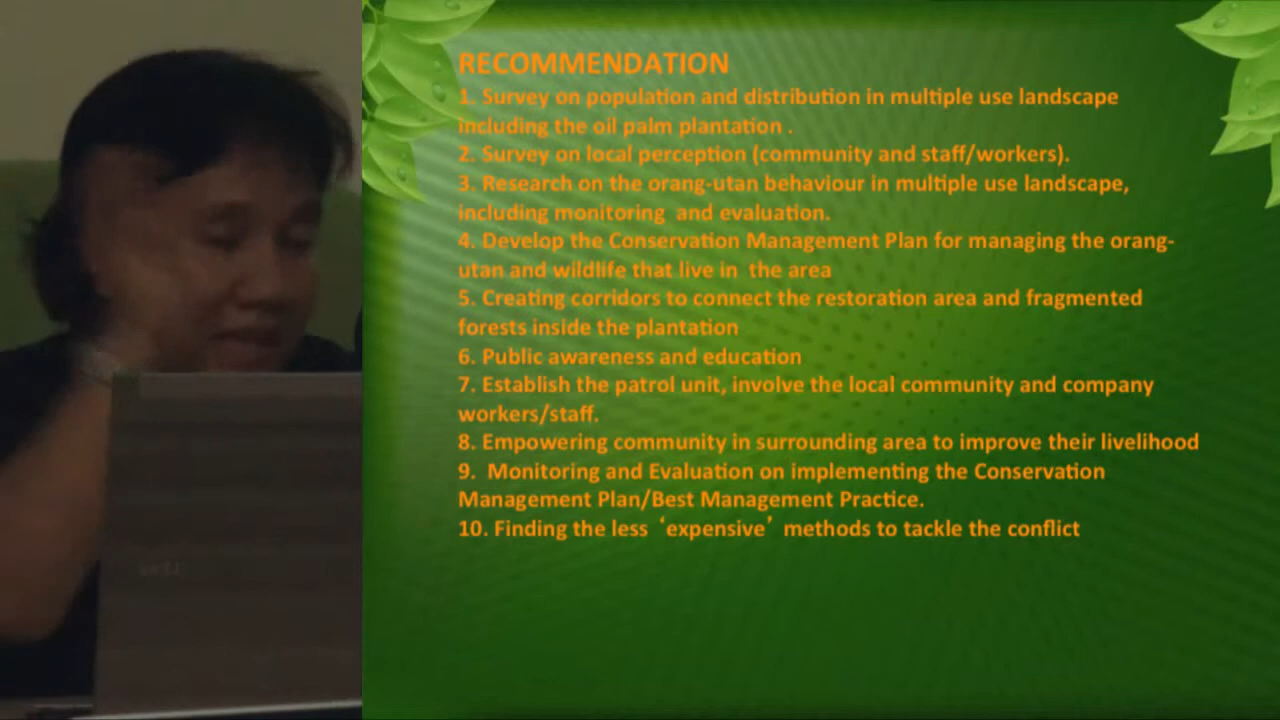 RECOMMENDATION
1. Survey on population and distribution in multiple use landscape
including the oil palm plantation .
2. Survey on local perception (community and staff/workers).
3. Research on the orang-utan behaviour in multiple use landscape,
including monitoring  and evaluation.
4. Develop the Conservation Management Plan for managing the orang-
utan and wildlife that live in  the area
5. Creating corridors to connect the restoration area and fragmented
forests inside the plantation
6. Public awareness and education
7. Establish the patrol unit, involve the local community and company
workers/staff.
8. Empowering community in surrounding area to improve their livelihood
9.  Monitoring and Evaluation on implementing the Conservation
Management Plan/Best Management Practice.
10. Finding the less ‘expensive’ methods to tackle the conflict